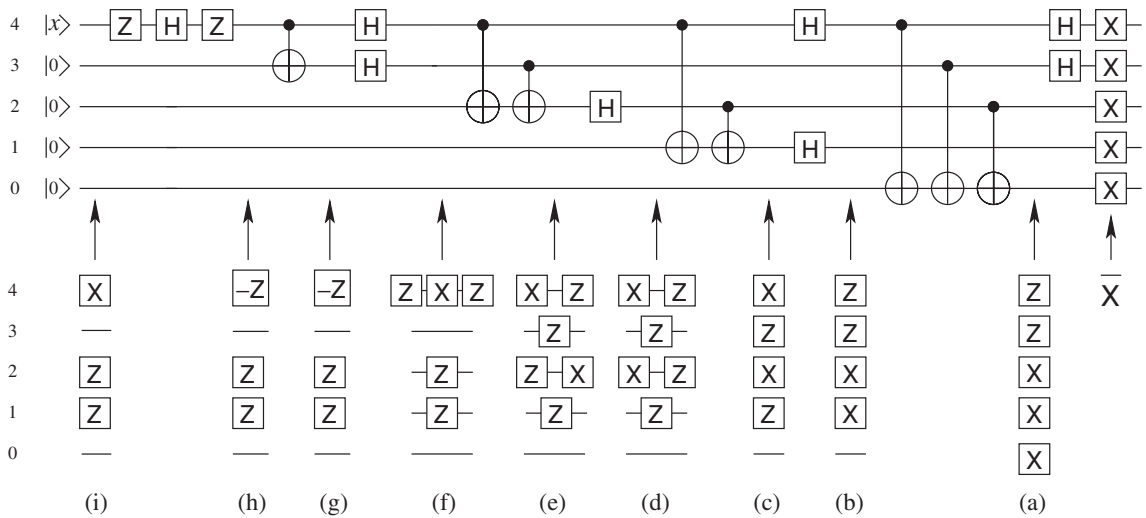 4 |x⟩ Z H Z H H H X
3 |0⟩ H H X
2 |0⟩ H X
1 |0⟩ H X
0 |0⟩ X
4 X –Z –Z Z X Z X Z X Z X Z Z X̅
3 Z Z Z Z Z
2 Z Z Z Z Z X X Z X X X
1 Z Z Z Z Z Z Z X X
0 X
(i) (h) (g) (f) (e) (d) (c) (b) (a)